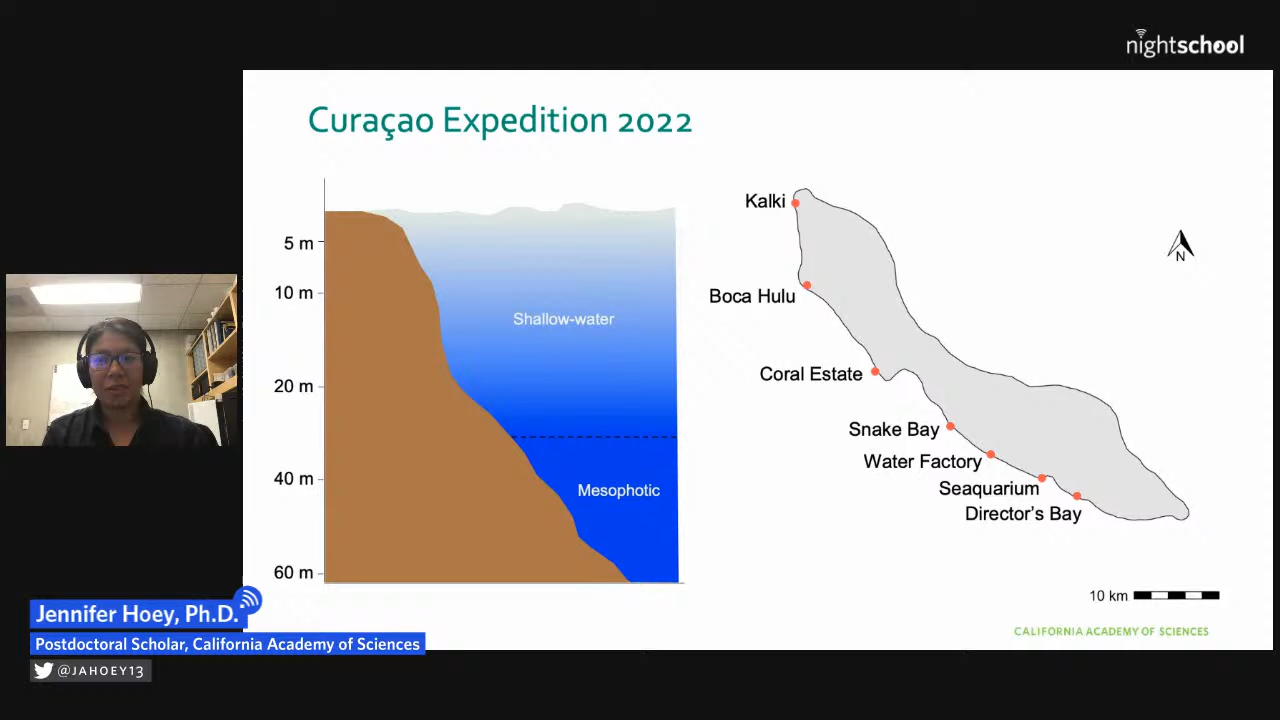 nightschool
Curaçao Expedition 2022
5 m
10 m
20 m
40 m
60 m
Shallow-water
Mesophotic
Kalki
Boca Hulu
Coral Estate
Snake Bay
Water Factory
Seaquarium
Director's Bay
N
10 km
CALIFORNIA ACADEMY OF SCIENCES
Jennifer Hoey, Ph.D.
Postdoctoral Scholar, California Academy of Sciences
@JAHOEY13